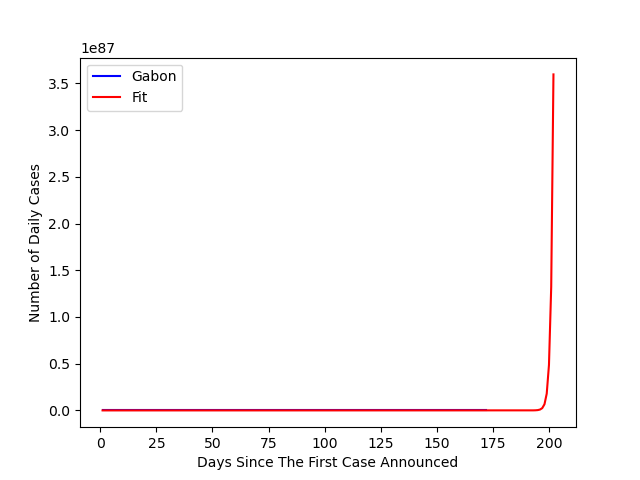 1e87
Gabon
Fit
3.5
3.0
2.5
2.0
1.5
1.0
0.5
0.0
Number of Daily Cases
0 25 50 75 100 125 150 175 200
Days Since The First Case Announced